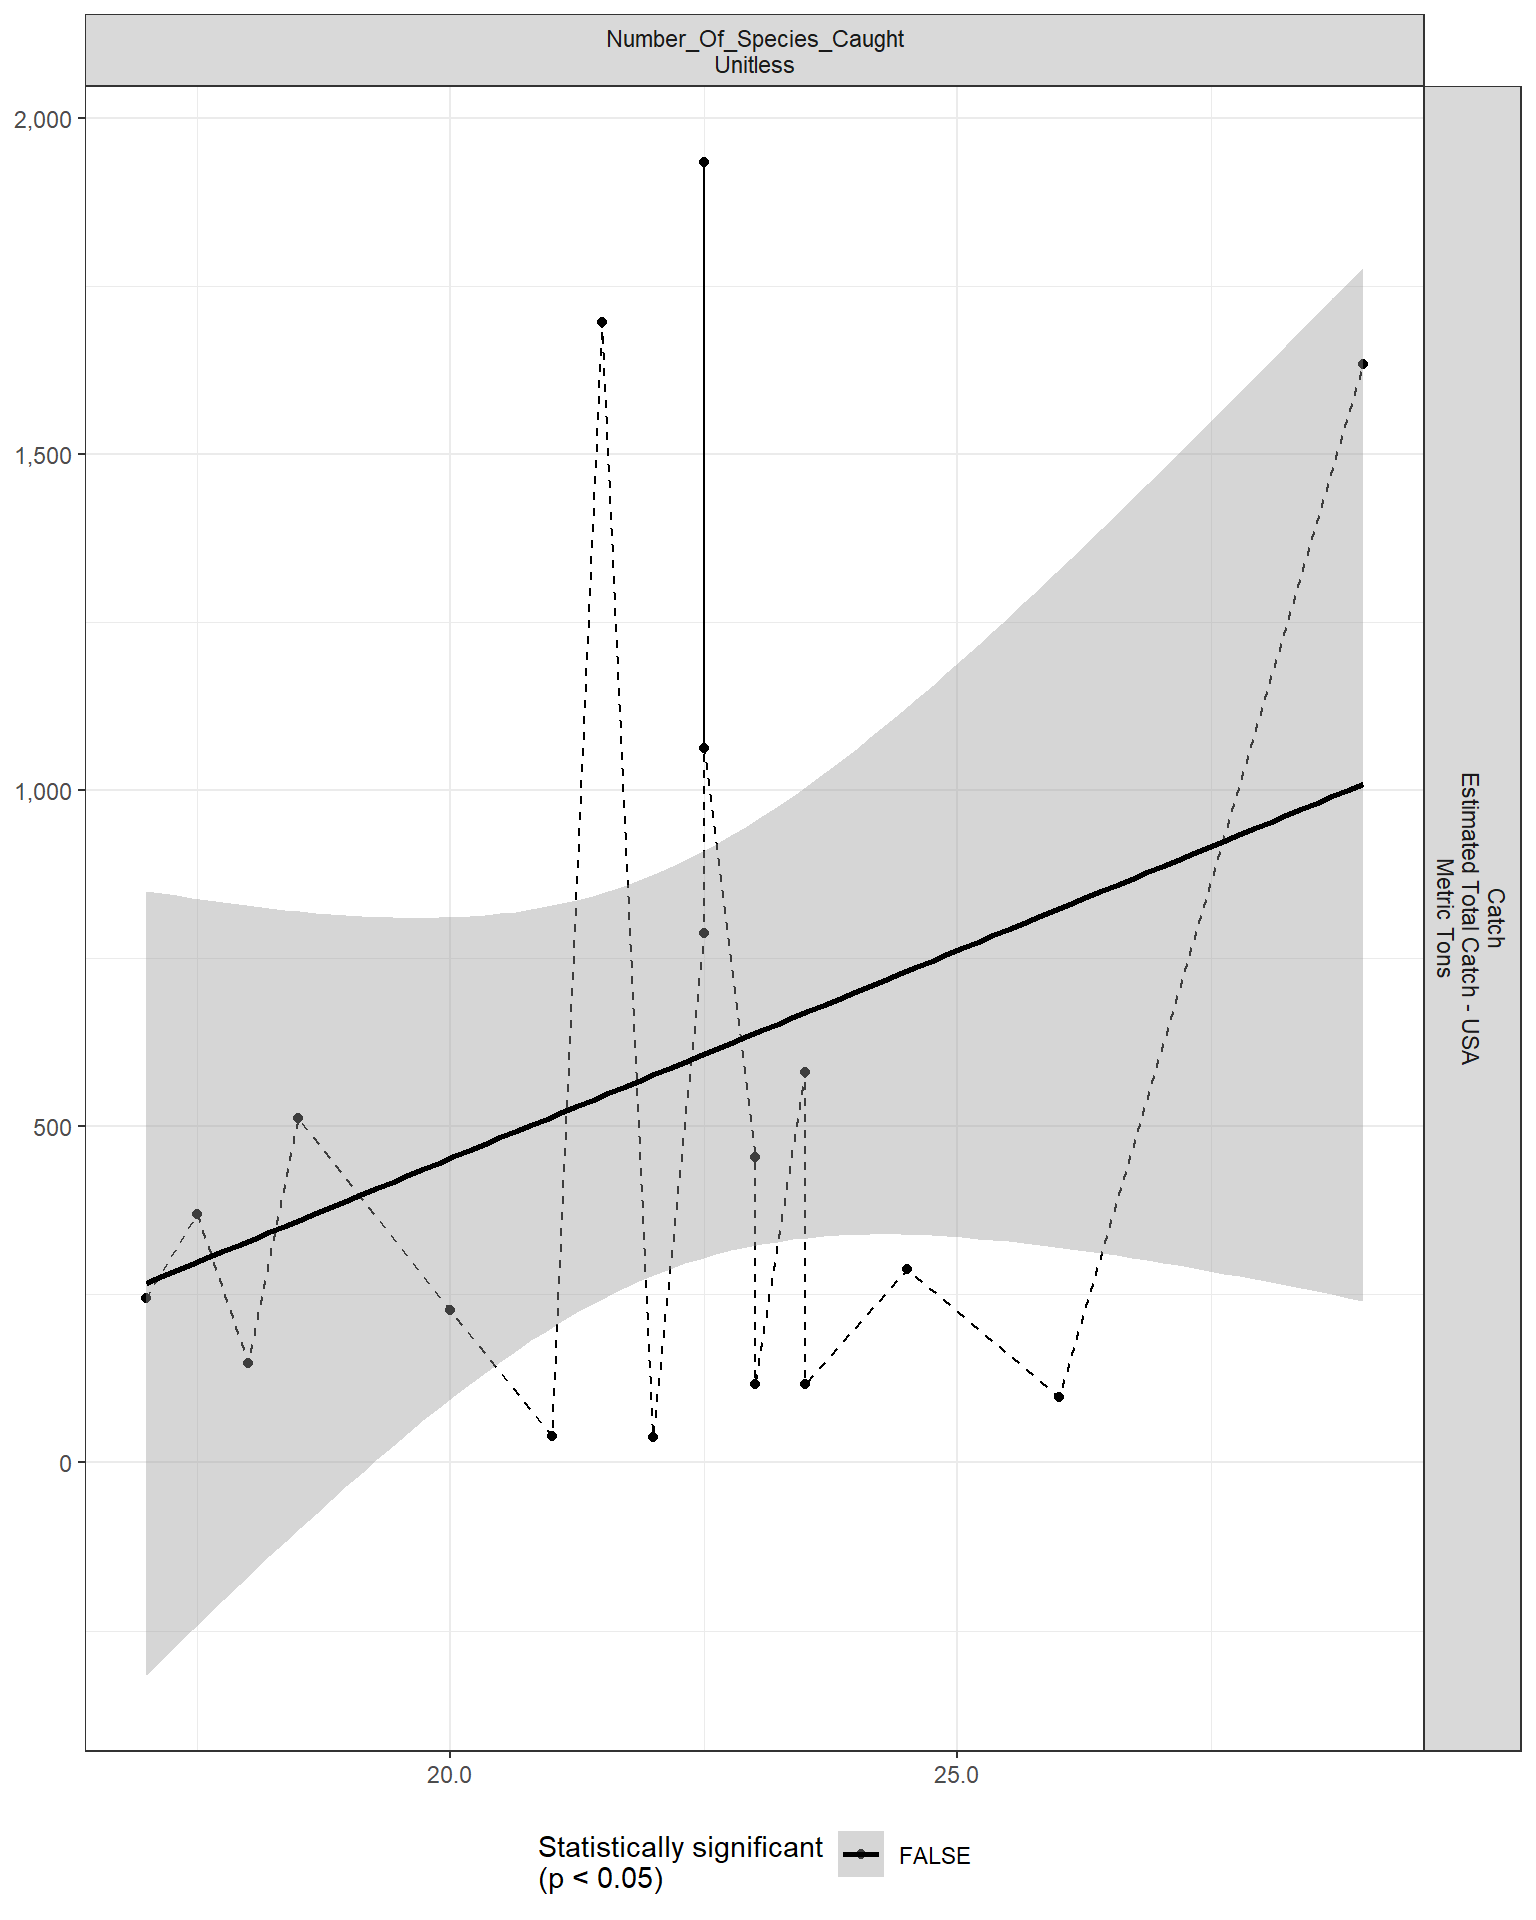 Number_Of_Species_Caught
Unitless
2,000
1,500
1,000
500
0
Catch
Estimated Total Catch - USA
Metric Tons
20.0
25.0
Statistically significant
(p < 0.05)
FALSE